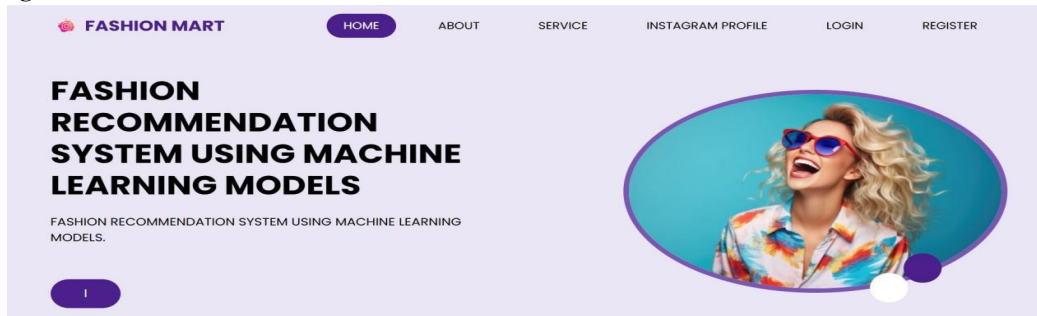 FASHION MART
HOME
ABOUT
SERVICE
INSTAGRAM PROFILE
LOGIN
REGISTER
FASHION
RECOMMENDATION
SYSTEM USING MACHINE
LEARNING MODELS
FASHION RECOMMENDATION SYSTEM USING MACHINE LEARNING
MODELS.
I